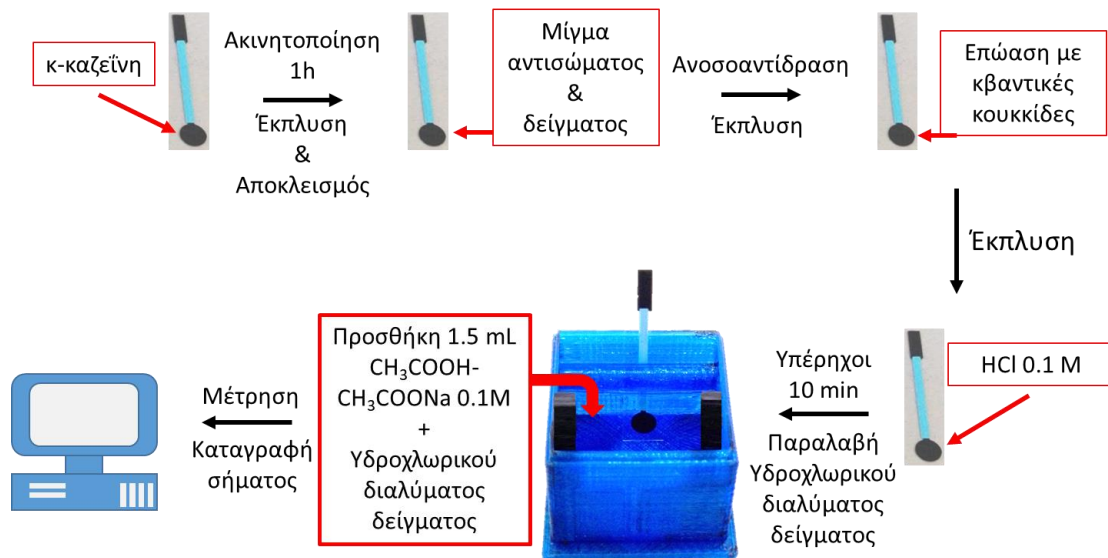 κ-καζεΐνη
Ακινητοποίηση
1h
Έκπλυση
&
Αποκλεισμός
Μίγμα
αντισώματος
&
δείγματος
Ανοσοαντίδραση
Έκπλυση
Επώαση με
κβαντικές
κουκκίδες
Έκπλυση
HCl 0.1 M
Υπέρηχοι
10 min
Παραλαβή
Υδροχλωρικού
διαλύματος
δείγματος
Προσθήκη 1.5 mL
CH₃COOH-
CH₃COONa 0.1M
+
Υδροχλωρικού
διαλύματος
δείγματος
Μέτρηση
Καταγραφή
σήματος